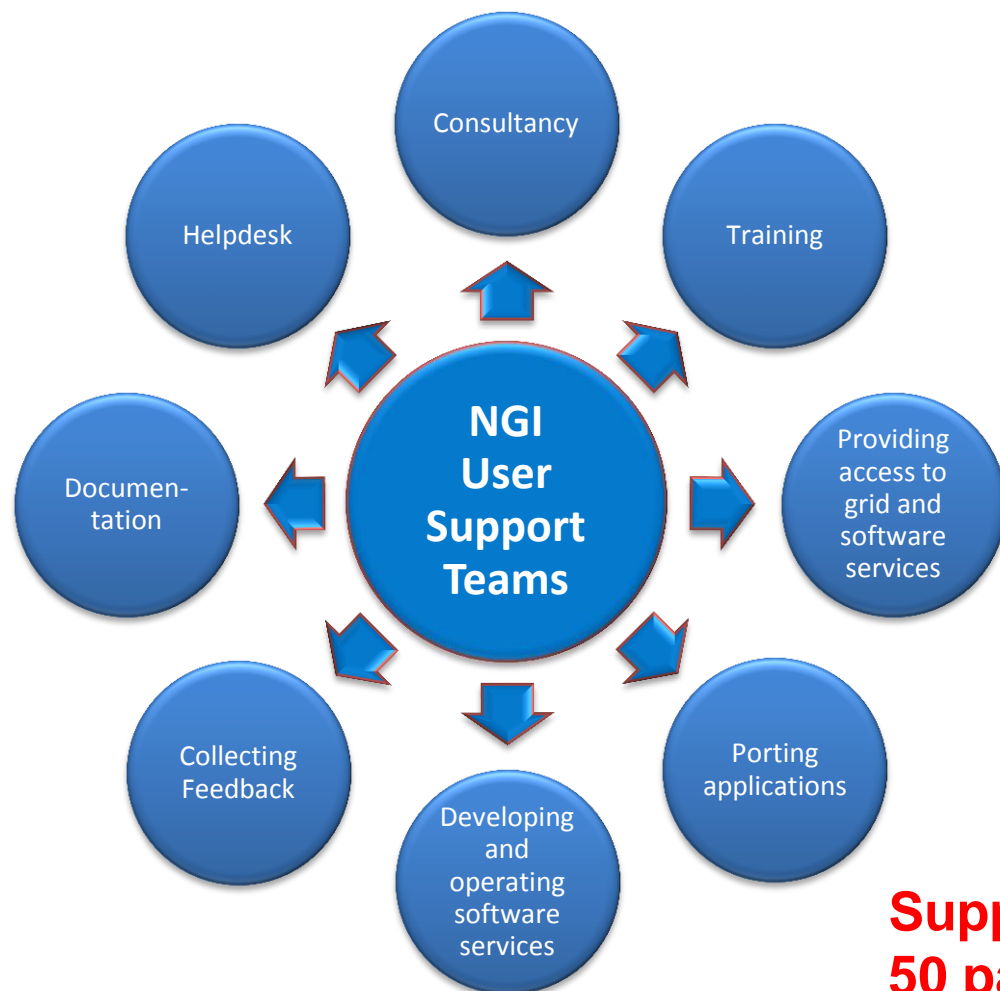 Consultancy
Training
Providing
access to
grid and
software
services
Porting
applications
Developing
and
operating
software
services
Collecting
Feedback
Documen-
tation
Helpdesk
NGI
User
Support
Teams
50